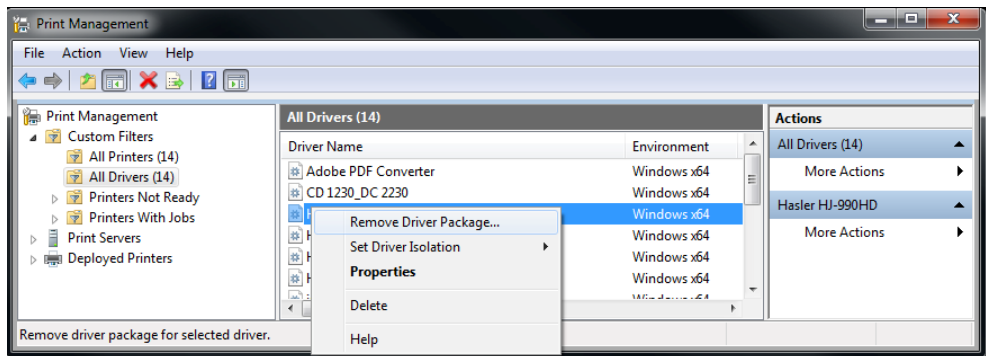 Print Management
File Action View Help
Print Management
Custom Filters
All Printers (14)
All Drivers (14)
Printers Not Ready
Printers With Jobs
Print Servers
Deployed Printers
All Drivers (14)
Driver Name Environment
Adobe PDF Converter Windows x64
CD 1230_DC 2230 Windows x64
H Windows x64
H Windows x64
H Windows x64
H Windows x64
Windows x64
Remove Driver Package...
Set Driver Isolation
Properties
Delete
Help
Actions
All Drivers (14)
More Actions
Hasler HJ-990HD
More Actions
Remove driver package for selected driver.